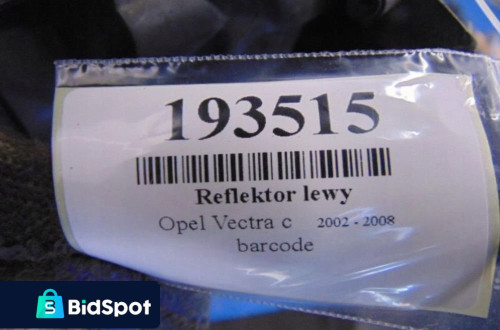 193515
Reflektor lewy
Opel Vectra c 2002 - 2008
barcode
S
BidSpot